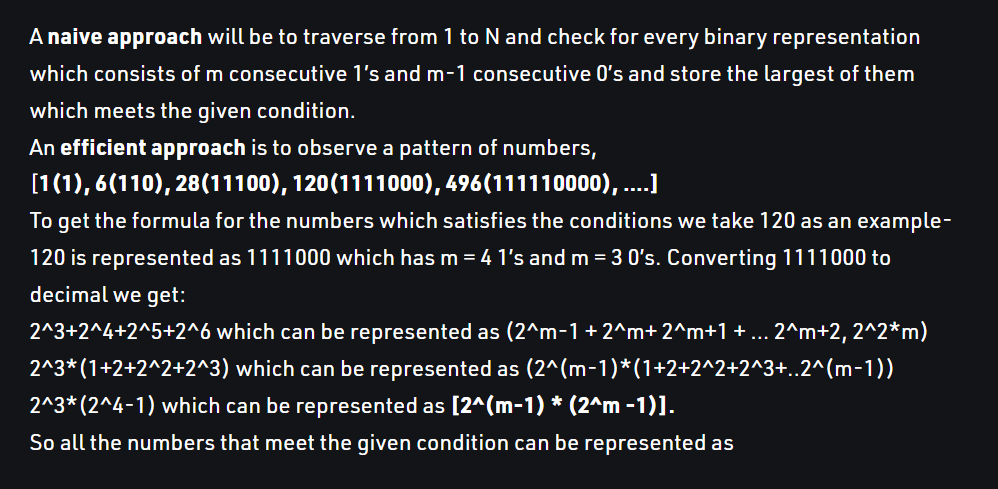 A naive approach will be to traverse from 1 to N and check for every binary representation
which consists of m consecutive 1's and m-1 consecutive 0's and store the largest of them
which meets the given condition.
An efficient approach is to observe a pattern of numbers,
[1(1), 6(110), 28(11100), 120(1111000), 496(111110000), ....]
To get the formula for the numbers which satisfies the conditions we take 120 as an example-
120 is represented as 1111000 which has m = 4 1's and m = 3 0's. Converting 1111000 to
decimal we get:
2^3+2^4+2^5+2^6 which can be represented as (2^m-1 + 2^m+ 2^m+1 + ... 2^m+2, 2^2*m)
2^3*(1+2+2^2+2^3) which can be represented as (2^(m-1)*(1+2+2^2+2^3+..2^(m-1))
2^3*(2^4-1) which can be represented as [2^(m-1) * (2^m -1)].
So all the numbers that meet the given condition can be represented as